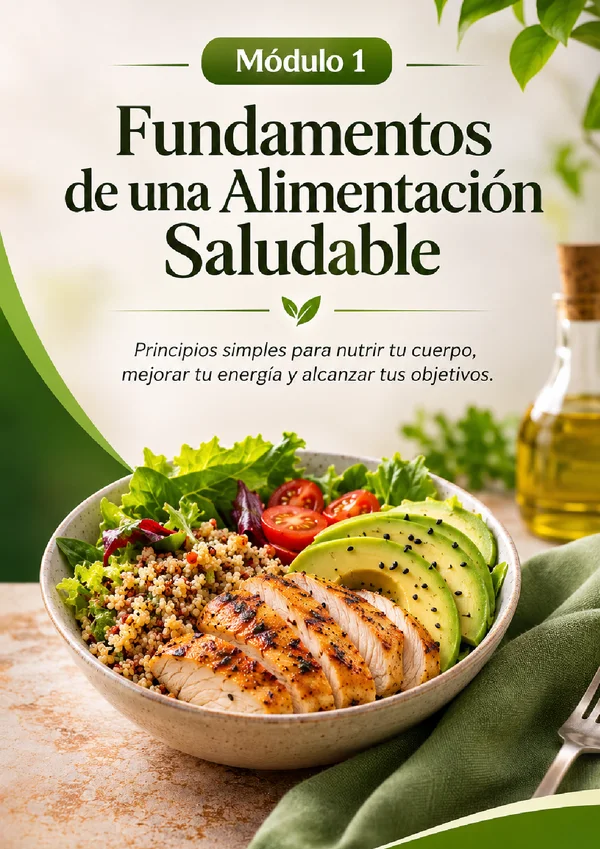 Módulo 1
Fundamentos
de una Alimentación
Saludable
Principios simples para nutrir tu cuerpo,
mejorar tu energía y alcanzar tus objetivos.